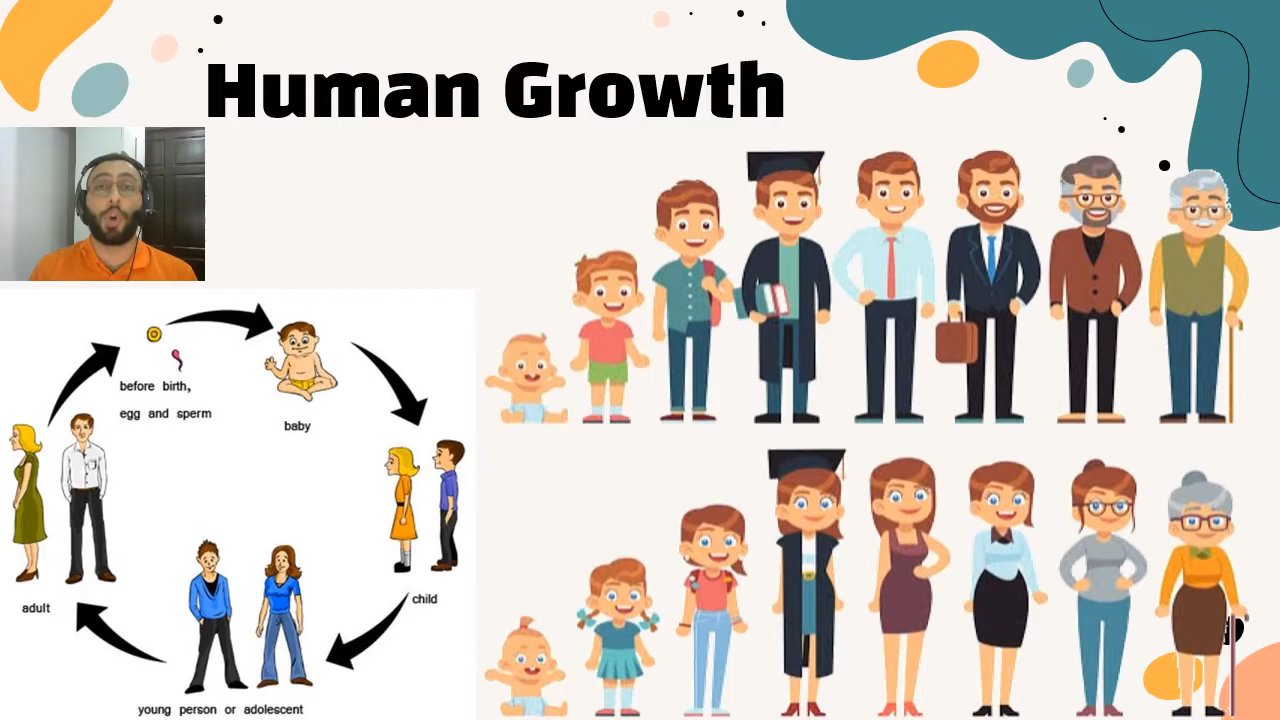 Human Growth
before birth,
egg and sperm
baby
child
young person or adolescent
adult